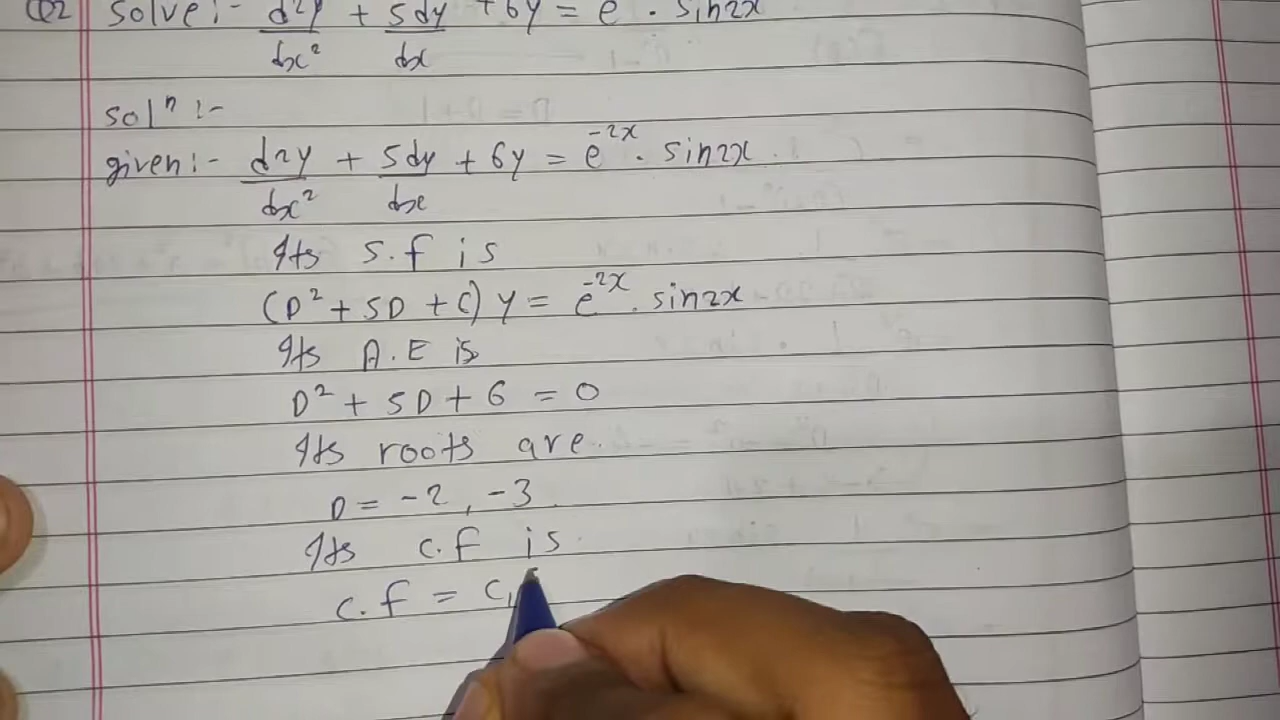 Q2 Solve:- d2y/dx² + 5dy/dx + 6y = e . sin2x
solⁿ :-
given:- d2y/dx² + 5dy/dx + 6y = e^-2x . sin2x .
Its S.f is
(D² + 5D + C) y = e^-2x . sin2x
Its A.E is
D² + 5D + 6 = 0
Its roots are.
D = -2, -3.
Its c.f is.
c.f = c₁